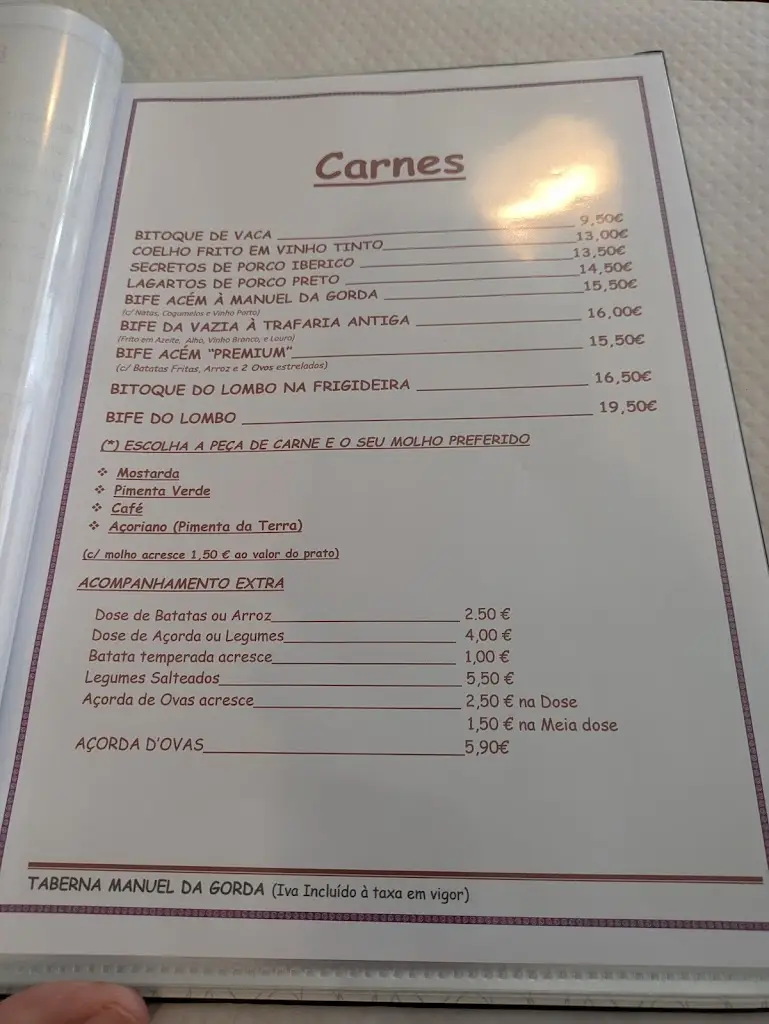 Carnes
BITOQUE DE VACA 9,50€
COELHO FRITO EM VINHO TINTO 13,00€
SECRETOS DE PORCO IBERICO 13,50€
LAGARTOS DE PORCO PRETO 14,50€
BIFE ACÉM À MANUEL DA GORDA 15,50€
(c/ Natas, Cogumelos e Vinho Porto)
BIFE DA VAZIA À TRAFARIA ANTIGA 16,00€
(Frito em Azeite, Alho, Vinho Branco, e Louro)
BIFE ACÉM "PREMIUM" 15,50€
(c/ Batatas Fritas, Arroz e 2 Ovos estrelados)
BITOQUE DO LOMBO NA FRIGIDEIRA 16,50€
BIFE DO LOMBO 19,50€
(*) ESCOLHA A PEÇA DE CARNE E O SEU MOLHO PREFERIDO
❖ Mostarda
❖ Pimenta Verde
❖ Café
❖ Açoriano (Pimenta da Terra)
(c/ molho acresce 1,50 € ao valor do prato)
ACOMPANHAMENTO EXTRA
Dose de Batatas ou Arroz 2.50 €
Dose de Açorda ou Legumes 4,00 €
Batata temperada acresce 1,00 €
Legumes Salteados 5,50 €
Açorda de Ovas acresce 2,50 € na Dose
1,50 € na Meia dose
AÇORDA D'OVAS 5,90€
TABERNA MANUEL DA GORDA (Iva Incluído à taxa em vigor)